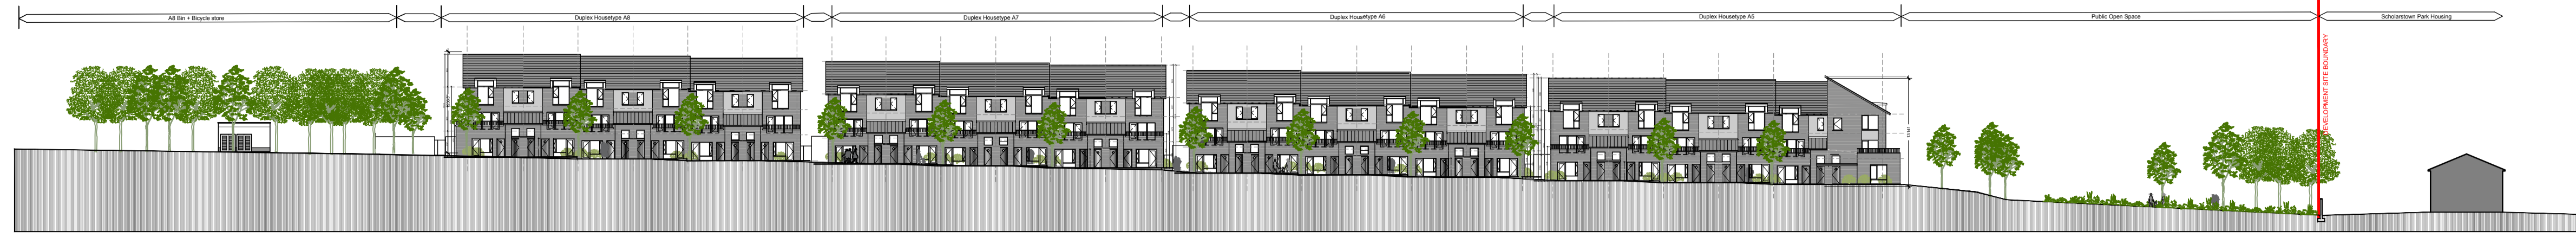 A8 Bin + Bicycle store
Duplex Housetype A8
Duplex Housetype A7
Duplex Housetype A6
Duplex Housetype A5
Public Open Space
Scholarstown Park Housing
DEVELOPMENT SITE BOUNDARY